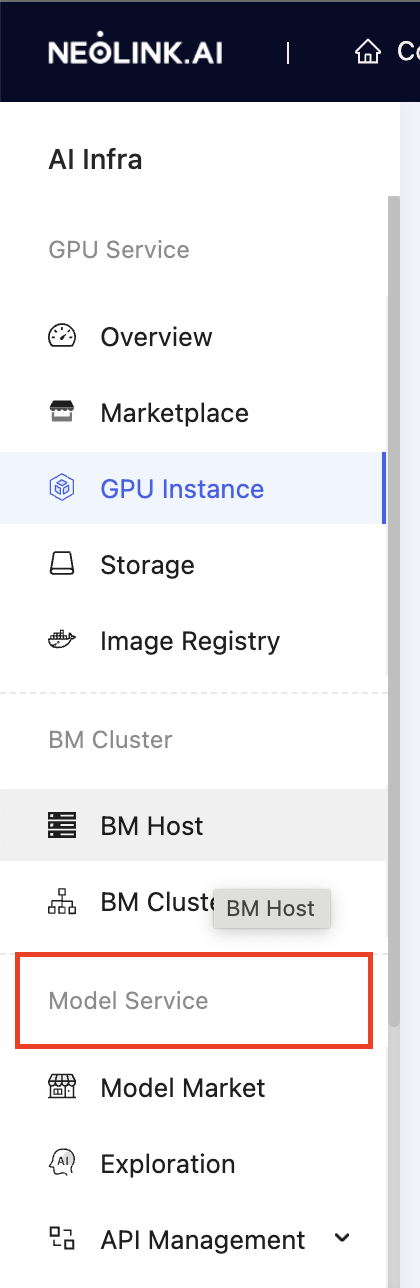 NEOLINK.AI | Co
AI Infra
GPU Service
Overview
Marketplace
GPU Instance
Storage
Image Registry
BM Cluster
BM Host
BM Cluste
BM Host
Model Service
Model Market
AI
Exploration
API Management